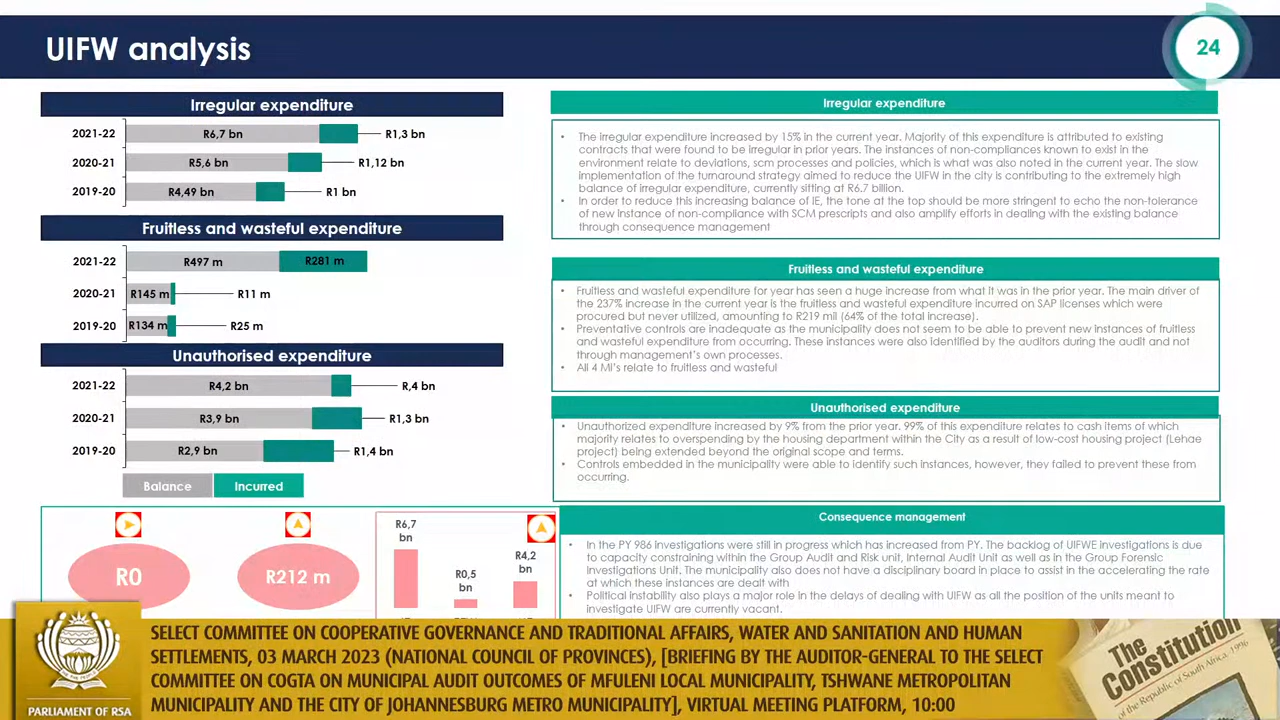 UIFW analysis
24
Irregular expenditure
2021-22
R6,7 bn
R1,3 bn
2020-21
R5,6 bn
R1,12 bn
2019-20
R4,49 bn
R1 bn
Fruitless and wasteful expenditure
2021-22
R497 m
R281 m
2020-21
R145 m
R11 m
2019-20
R134 m
R25 m
Unauthorised expenditure
2021-22
R4,2 bn
R,4 bn
2020-21
R3,9 bn
R1,3 bn
2019-20
R2,9 bn
R1,4 bn
Balance
Incurred
R0
R212 m
R6,7
bn
R0,5
bn
R4,2
bn
Irregular expenditure
• The irregular expenditure increased by 15% in the current year. Majority of this expenditure is attributed to existing
contracts that were found to be irregular in prior years. The instances of non-compliances known to exist in the
environment relate to deviations, scm processes and policies, which is what was also noted in the current year. The slow
implementation of the turnaround strategy aimed to reduce the UIFW in the city is contributing to the extremely high
balance of irregular expenditure, currently sitting at R6.7 billion.
• In order to reduce this increasing balance of IE, the tone at the top should be more stringent to echo the non-tolerance
of new instance of non-compliance with SCM prescripts and also amplify efforts in dealing with the existing balance
through consequence management
Fruitless and wasteful expenditure
• Fruitless and wasteful expenditure for year has seen a huge increase from what it was in the prior year. The main driver of
the 237% increase in the current year is the fruitless and wasteful expenditure incurred on SAP licenses which were
procured but never utilized, amounting to R219 mil (64% of the total increase).
• Preventative controls are inadequate as the municipality does not seem to be able to prevent new instances of fruitless
and wasteful expenditure from occurring. These instances were also identified by the auditors during the audit and not
through management's own processes.
• All 4 MI's relate to fruitless and wasteful
Unauthorised expenditure
• Unauthorized expenditure increased by 9% from the prior year. 99% of this expenditure relates to cash items of which
majority relates to overspending by the housing department within the City as a result of low-cost housing project (Lehae
project) being extended beyond the original scope and terms.
• Controls embedded in the municipality were able to identify such instances, however, they failed to prevent these from
occurring.
Consequence management
• In the PY 986 investigations were still in progress which has increased from PY. The backlog of UIFWE investigations is due
to capacity constraining within the Group Audit and Risk unit, Internal Audit Unit as well as in the Group Forensic
Investigations Unit. The municipality also does not have a disciplinary board in place to assist in the accelerating the rate
at which these instances are dealt with
• Political instability also plays a major role in the delays of dealing with UIFW as all the position of the units meant to
investigate UIFW are currently vacant.
SELECT COMMITTEE ON COOPERATIVE GOVERNANCE AND TRADITIONAL AFFAIRS, WATER AND SANITATION AND HUMAN
SETTLEMENTS, 03 MARCH 2023 (NATIONAL COUNCIL OF PROVINCES), [BRIEFING BY THE AUDITOR-GENERAL TO THE SELECT
COMMITTEE ON COGTA ON MUNICIPAL AUDIT OUTCOMES OF MFULENI LOCAL MUNICIPALITY, TSHWANE METROPOLITAN
MUNICIPALITY AND THE CITY OF JOHANNESBURG METRO MUNICIPALITY], VIRTUAL MEETING PLATFORM, 10:00
PARLIAMENT OF RSA
The
Constitution
of the Republic of South Africa, 1996